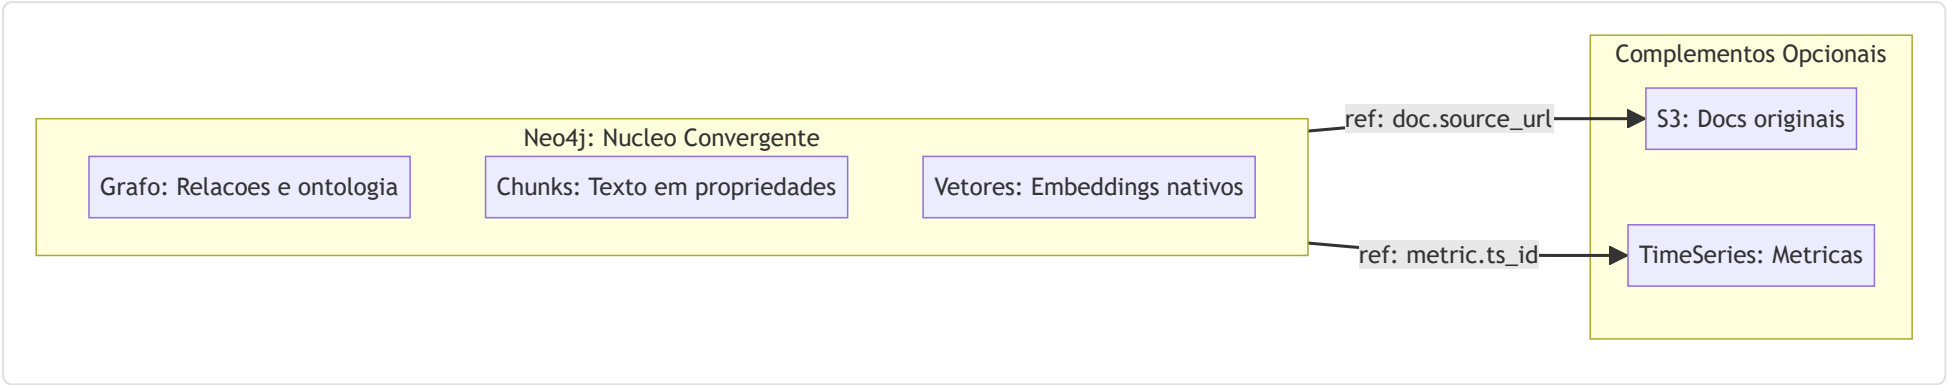 Neo4j: Nucleo Convergente
Grafo: Relacoes e ontologia
Chunks: Texto em propriedades
Vetores: Embeddings nativos
ref: doc.source_url
ref: metric.ts_id
Complementos Opcionais
S3: Docs originais
TimeSeries: Metricas